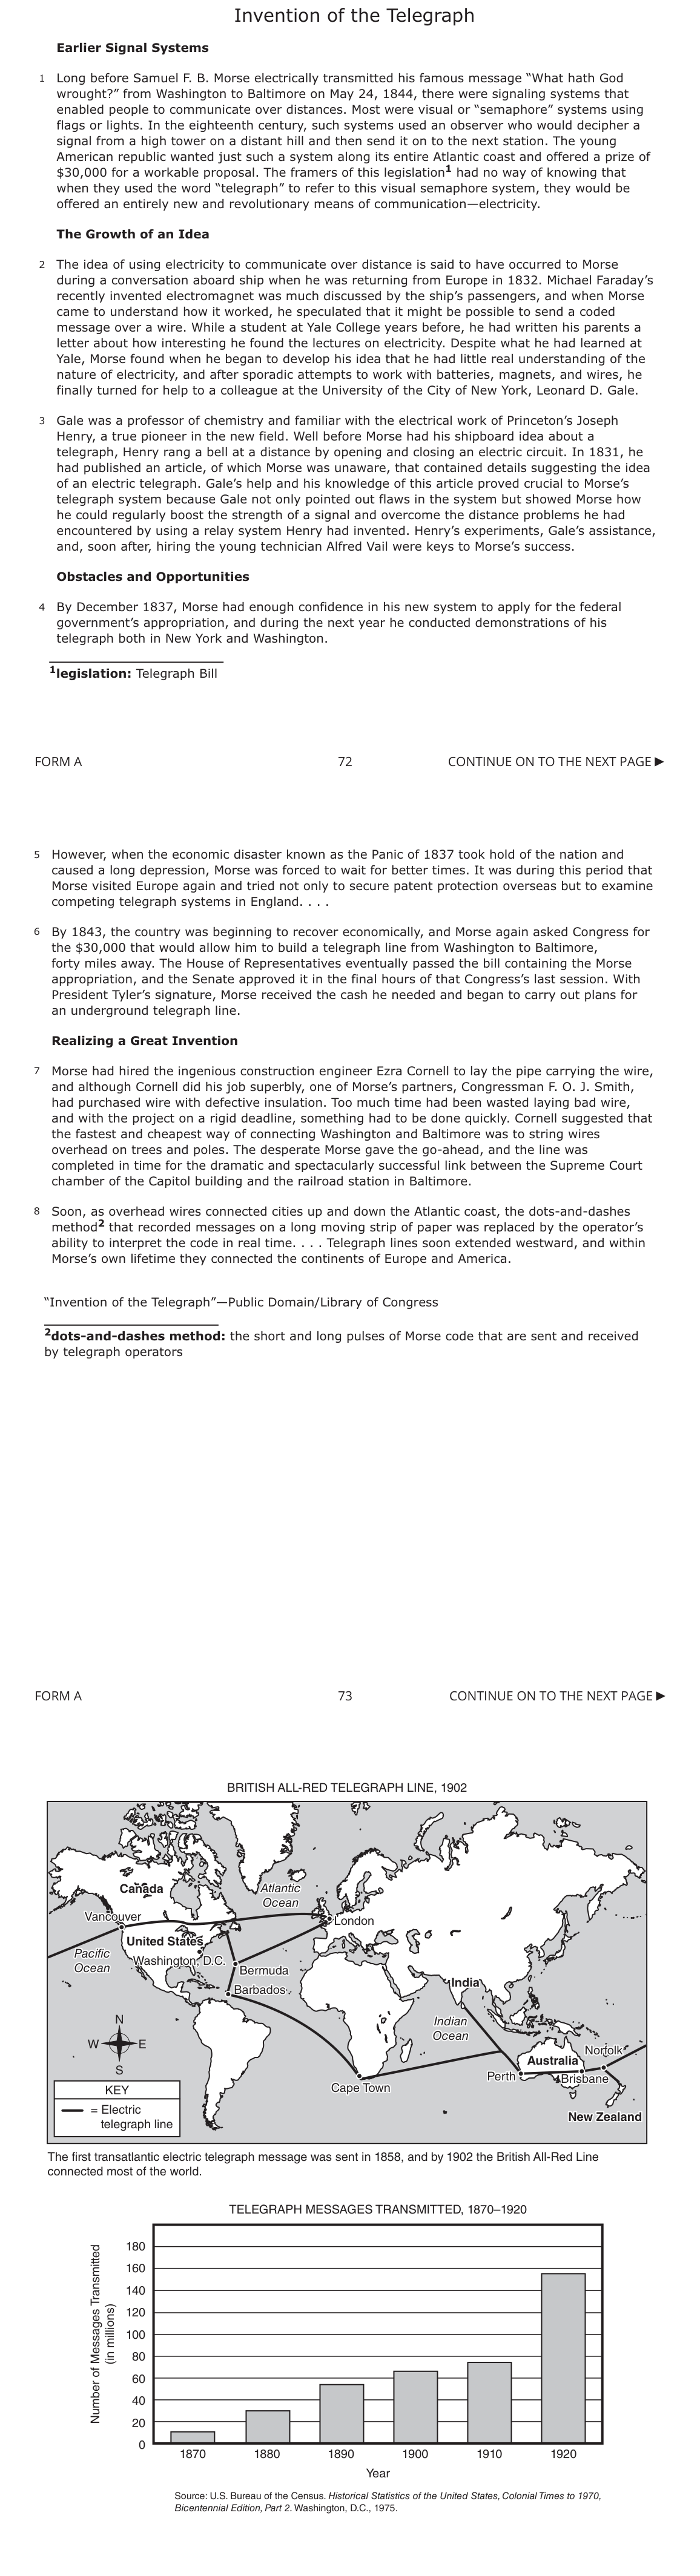 Invention of the Telegraph
Earlier Signal Systems
1 Long before Samuel F. B. Morse electrically transmitted his famous message “What hath God
wrought?” from Washington to Baltimore on May 24, 1844, there were signaling systems that
enabled people to communicate over distances. Most were visual or “semaphore” systems using
flags or lights. In the eighteenth century, such systems used an observer who would decipher a
signal from a high tower on a distant hill and then send it on to the next station. The young
American republic wanted just such a system along its entire Atlantic coast and offered a prize of
$30,000 for a workable proposal. The framers of this legislation1 had no way of knowing that
when they used the word “telegraph” to refer to this visual semaphore system, they would be
offered an entirely new and revolutionary means of communication—electricity.
The Growth of an Idea
2 The idea of using electricity to communicate over distance is said to have occurred to Morse
during a conversation aboard ship when he was returning from Europe in 1832. Michael Faraday’s
recently invented electromagnet was much discussed by the ship’s passengers, and when Morse
came to understand how it worked, he speculated that it might be possible to send a coded
message over a wire. While a student at Yale College years before, he had written his parents a
letter about how interesting he found the lectures on electricity. Despite what he had learned at
Yale, Morse found when he began to develop his idea that he had little real understanding of the
nature of electricity, and after sporadic attempts to work with batteries, magnets, and wires, he
finally turned for help to a colleague at the University of the City of New York, Leonard D. Gale.
3 Gale was a professor of chemistry and familiar with the electrical work of Princeton’s Joseph
Henry, a true pioneer in the new field. Well before Morse had his shipboard idea about a
telegraph, Henry rang a bell at a distance by opening and closing an electric circuit. In 1831, he
had published an article, of which Morse was unaware, that contained details suggesting the idea
of an electric telegraph. Gale’s help and his knowledge of this article proved crucial to Morse’s
telegraph system because Gale not only pointed out flaws in the system but showed Morse how
he could regularly boost the strength of a signal and overcome the distance problems he had
encountered by using a relay system Henry had invented. Henry’s experiments, Gale’s assistance,
and, soon after, hiring the young technician Alfred Vail were keys to Morse’s success.
Obstacles and Opportunities
4 By December 1837, Morse had enough confidence in his new system to apply for the federal
government’s appropriation, and during the next year he conducted demonstrations of his
telegraph both in New York and Washington.
1legislation: Telegraph Bill
FORM A 72 CONTINUE ON TO THE NEXT PAGE ►
5 However, when the economic disaster known as the Panic of 1837 took hold of the nation and
caused a long depression, Morse was forced to wait for better times. It was during this period that
Morse visited Europe again and tried not only to secure patent protection overseas but to examine
competing telegraph systems in England. . . .
6 By 1843, the country was beginning to recover economically, and Morse again asked Congress for
the $30,000 that would allow him to build a telegraph line from Washington to Baltimore,
forty miles away. The House of Representatives eventually passed the bill containing the Morse
appropriation, and the Senate approved it in the final hours of that Congress’s last session. With
President Tyler’s signature, Morse received the cash he needed and began to carry out plans for
an underground telegraph line.
Realizing a Great Invention
7 Morse had hired the ingenious construction engineer Ezra Cornell to lay the pipe carrying the wire,
and although Cornell did his job superbly, one of Morse’s partners, Congressman F. O. J. Smith,
had purchased wire with defective insulation. Too much time had been wasted laying bad wire,
and with the project on a rigid deadline, something had to be done quickly. Cornell suggested that
the fastest and cheapest way of connecting Washington and Baltimore was to string wires
overhead on trees and poles. The desperate Morse gave the go-ahead, and the line was
completed in time for the dramatic and spectacularly successful link between the Supreme Court
chamber of the Capitol building and the railroad station in Baltimore.
8 Soon, as overhead wires connected cities up and down the Atlantic coast, the dots-and-dashes
method2 that recorded messages on a long moving strip of paper was replaced by the operator’s
ability to interpret the code in real time. . . . Telegraph lines soon extended westward, and within
Morse’s own lifetime they connected the continents of Europe and America.
“Invention of the Telegraph”—Public Domain/Library of Congress
2dots-and-dashes method: the short and long pulses of Morse code that are sent and received
by telegraph operators
FORM A 73 CONTINUE ON TO THE NEXT PAGE ►
BRITISH ALL-RED TELEGRAPH LINE, 1902
Canada
Atlantic
Ocean
Vancouver
London
United States
Pacific
Ocean
Washington, D.C.
Bermuda
Barbados
India
Indian
Ocean
N
W E
S
Australia
Norfolk
Perth
Brisbane
Cape Town
New Zealand
KEY
= Electric
telegraph line
The first transatlantic electric telegraph message was sent in 1858, and by 1902 the British All-Red Line
connected most of the world.
TELEGRAPH MESSAGES TRANSMITTED, 1870–1920
Number of Messages Transmitted
(in millions)
180
160
140
120
100
80
60
40
20
0
1870 1880 1890 1900 1910 1920
Year
Source: U.S. Bureau of the Census. Historical Statistics of the United States, Colonial Times to 1970,
Bicentennial Edition, Part 2. Washington, D.C., 1975.